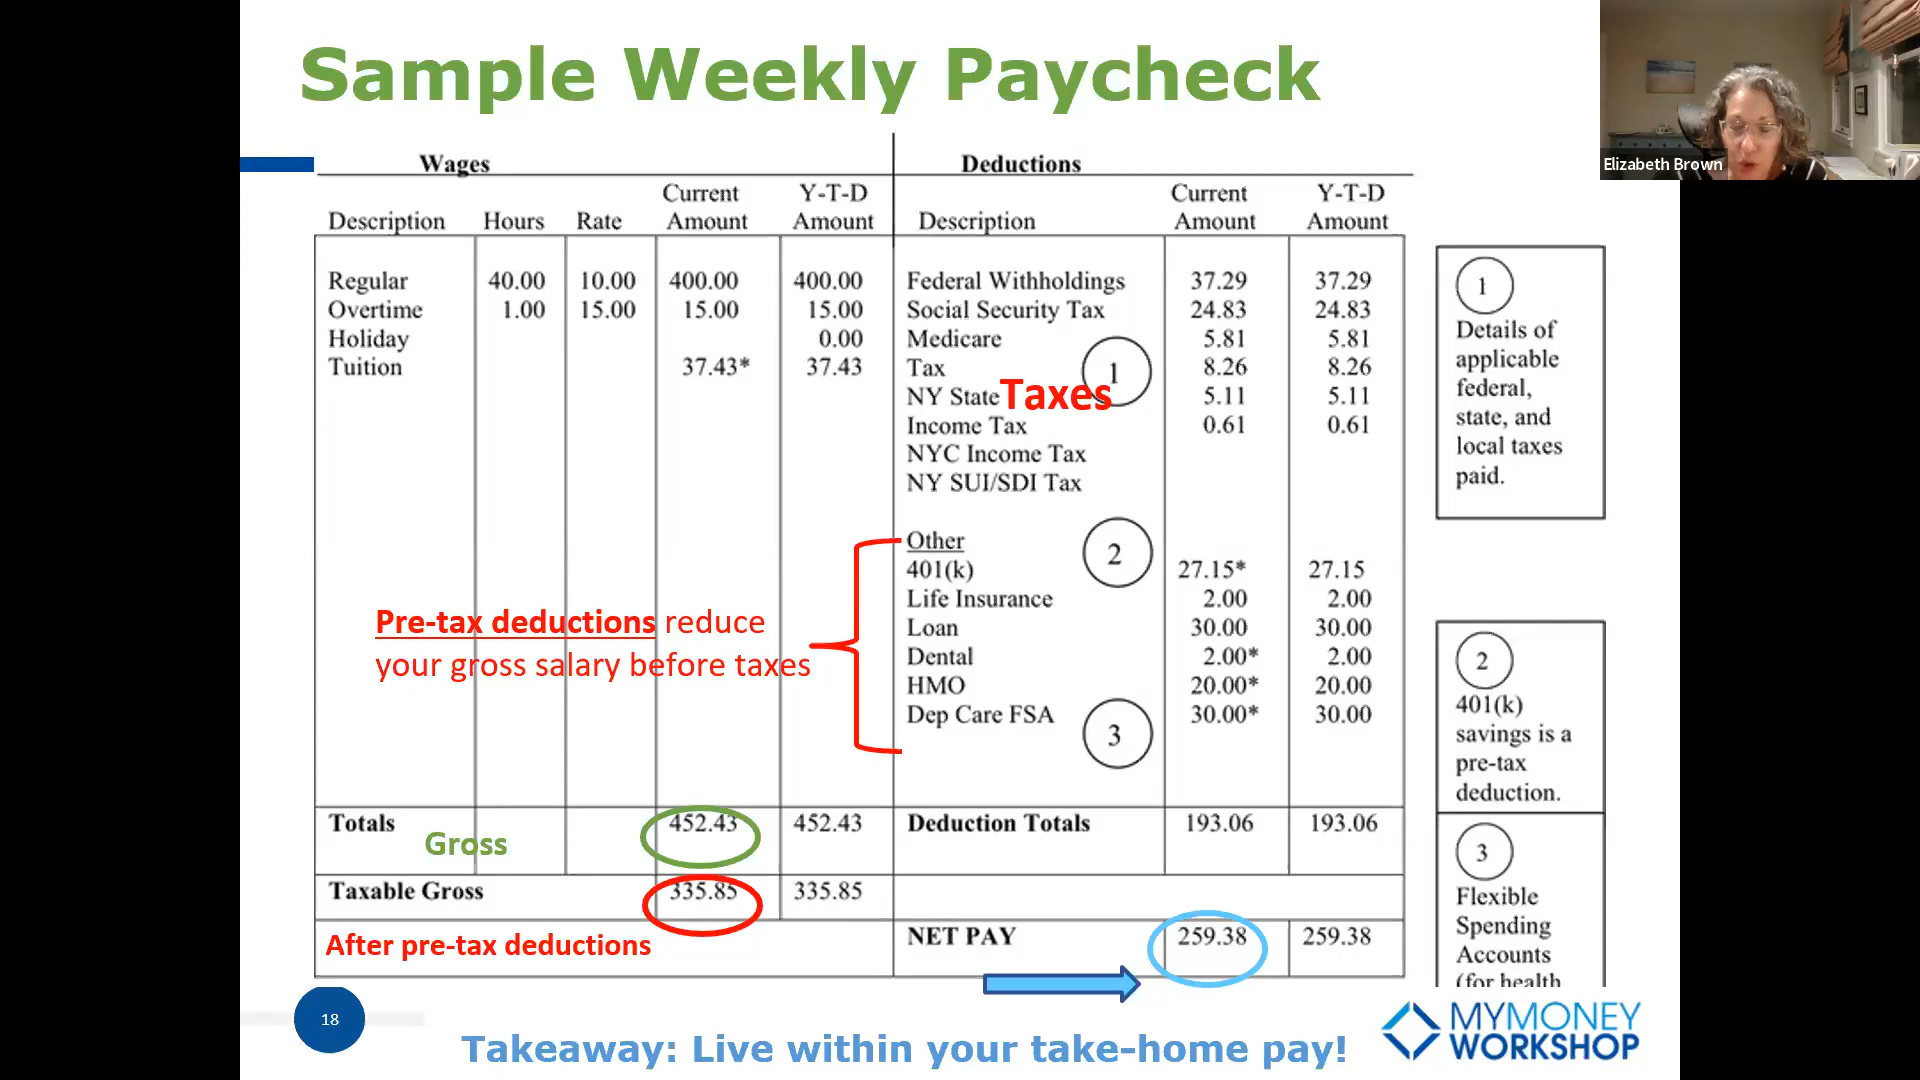 Sample Weekly Paycheck
Elizabeth Brown
Wages Deductions
Current Y-T-D Current Y-T-D
Description Hours Rate Amount Amount Description Amount Amount
Regular 40.00 10.00 400.00 400.00 Federal Withholdings 37.29 37.29
Overtime 1.00 15.00 15.00 15.00 Social Security Tax 24.83 24.83
Holiday 0.00 Medicare 5.81 5.81
Tuition 37.43* 37.43 Tax 8.26 8.26
NY State 5.11 5.11
Income Tax 0.61 0.61
NYC Income Tax
NY SUI/SDI Tax
1
Taxes
Other
2
401(k) 27.15* 27.15
Life Insurance 2.00 2.00
Loan 30.00 30.00
Dental 2.00* 2.00
HMO 20.00* 20.00
Dep Care FSA 30.00* 30.00
3
Pre-tax deductions reduce
your gross salary before taxes
Totals 452.43 452.43 Deduction Totals 193.06 193.06
Gross
Taxable Gross 335.85 335.85
After pre-tax deductions
NET PAY 259.38 259.38
1
Details of
applicable
federal,
state, and
local taxes
paid.
2
401(k)
savings is a
pre-tax
deduction.
3
Flexible
Spending
Accounts
(for health
18
Takeaway: Live within your take-home pay!
MYMONEY
WORKSHOP